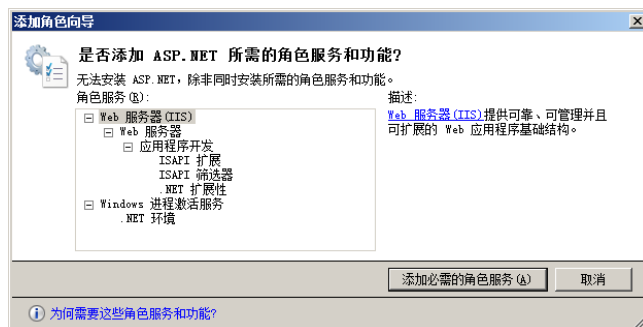 添加角色向导
是否添加 ASP.NET 所需的角色服务和功能?
无法安装 ASP.NET，除非同时安装所需的角色服务和功能。
角色服务(R):
Web 服务器(IIS)
Web 服务器
应用程序开发
ISAPI 扩展
ISAPI 筛选器
.NET 扩展性
Windows 进程激活服务
.NET 环境
描述:
Web 服务器(IIS)提供可靠、可管理并且
可扩展的 Web 应用程序基础结构。
添加必需的角色服务(A)
取消
为何需要这些角色服务和功能?